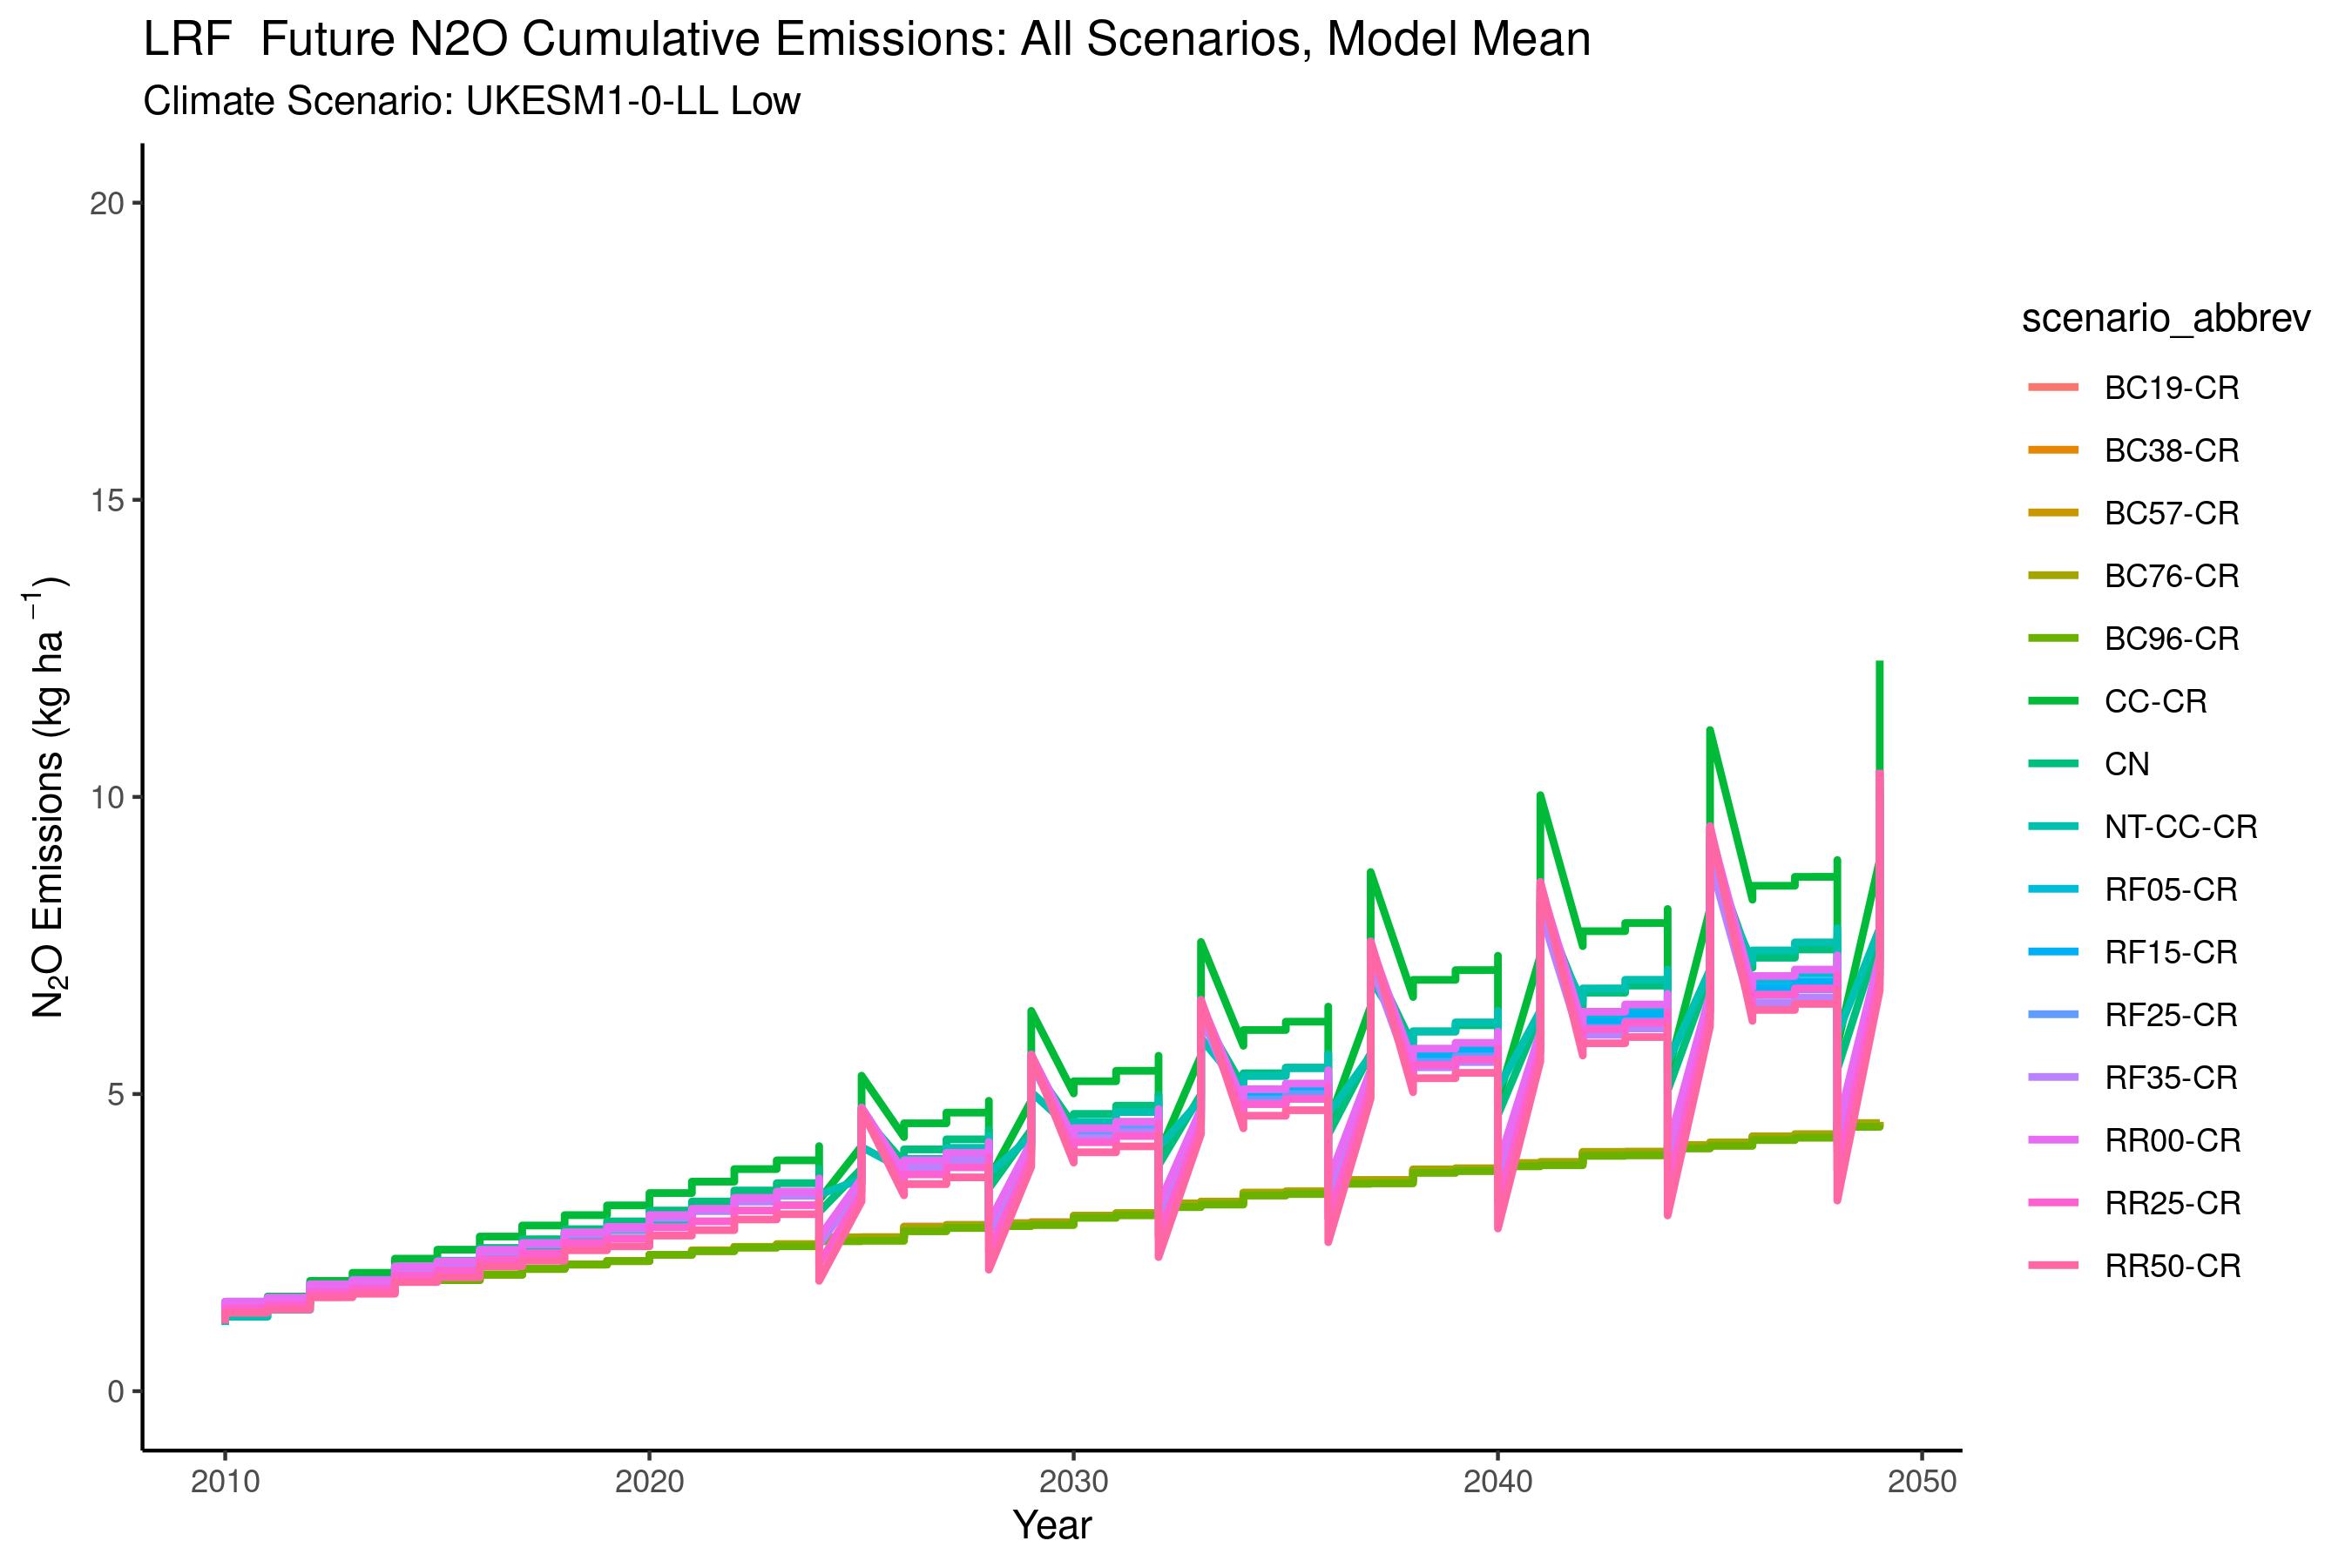 LRF  Future N2O Cumulative Emissions: All Scenarios, Model Mean
Climate Scenario: UKESM1-0-LL Low
20
15
10
5
0
N₂O Emissions (kg ha ⁻¹)
2010 2020 2030 2040 2050
Year
scenario_abbrev
BC19-CR
BC38-CR
BC57-CR
BC76-CR
BC96-CR
CC-CR
CN
NT-CC-CR
RF05-CR
RF15-CR
RF25-CR
RF35-CR
RR00-CR
RR25-CR
RR50-CR